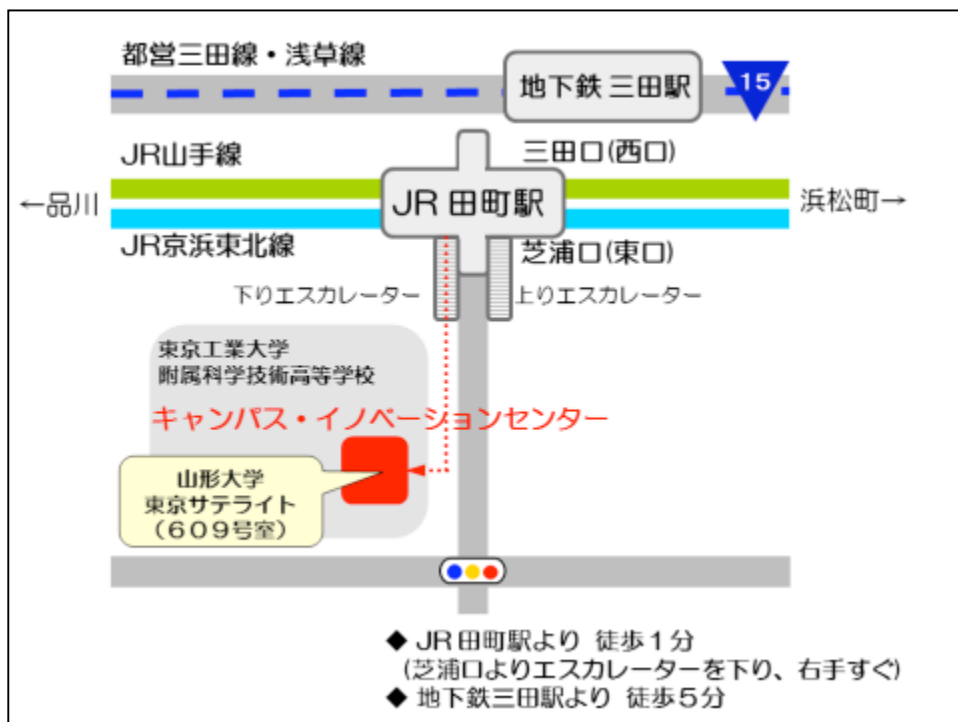 都営三田線・浅草線
地下鉄 三田駅
15
JR山手線
三田口(西口)
←品川
JR 田町駅
浜松町→
JR京浜東北線
芝浦口(東口)
下りエスカレーター
上りエスカレーター
東京工業大学
附属科学技術高等学校
キャンパス・イノベーションセンター
山形大学
東京サテライト
(609号室)
◆ JR 田町駅より 徒歩1分
(芝浦口よりエスカレーターを下り、右手すぐ)
◆ 地下鉄三田駅より 徒歩5分